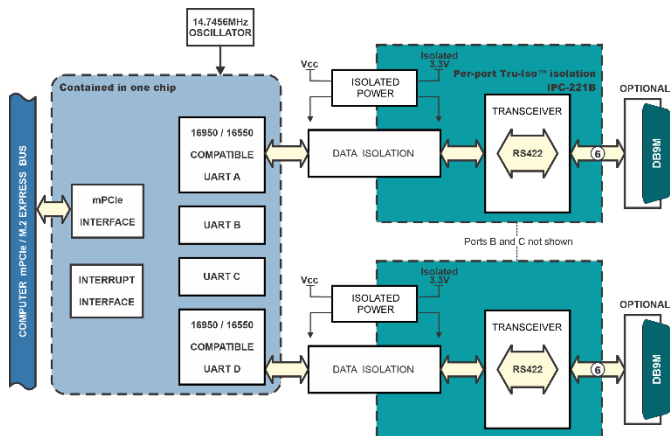 14.7456MHz
OSCILLATOR
Contained in one chip
COMPUTER mPCIe / M.2 EXPRESS BUS
mPCIe
INTERFACE
INTERRUPT
INTERFACE
16950 / 16550
COMPATIBLE
UART A
UART B
UART C
16950 / 16550
COMPATIBLE
UART D
Vcc
Isolated
3.3V
ISOLATED
POWER
DATA ISOLATION
Per-port Tru-Iso™ isolation
IPC-221B
TRANSCEIVER
RS422
6
OPTIONAL
DB9M
Ports B and C not shown
Vcc
Isolated
3.3V
ISOLATED
POWER
DATA ISOLATION
TRANSCEIVER
RS422
6
OPTIONAL
DB9M